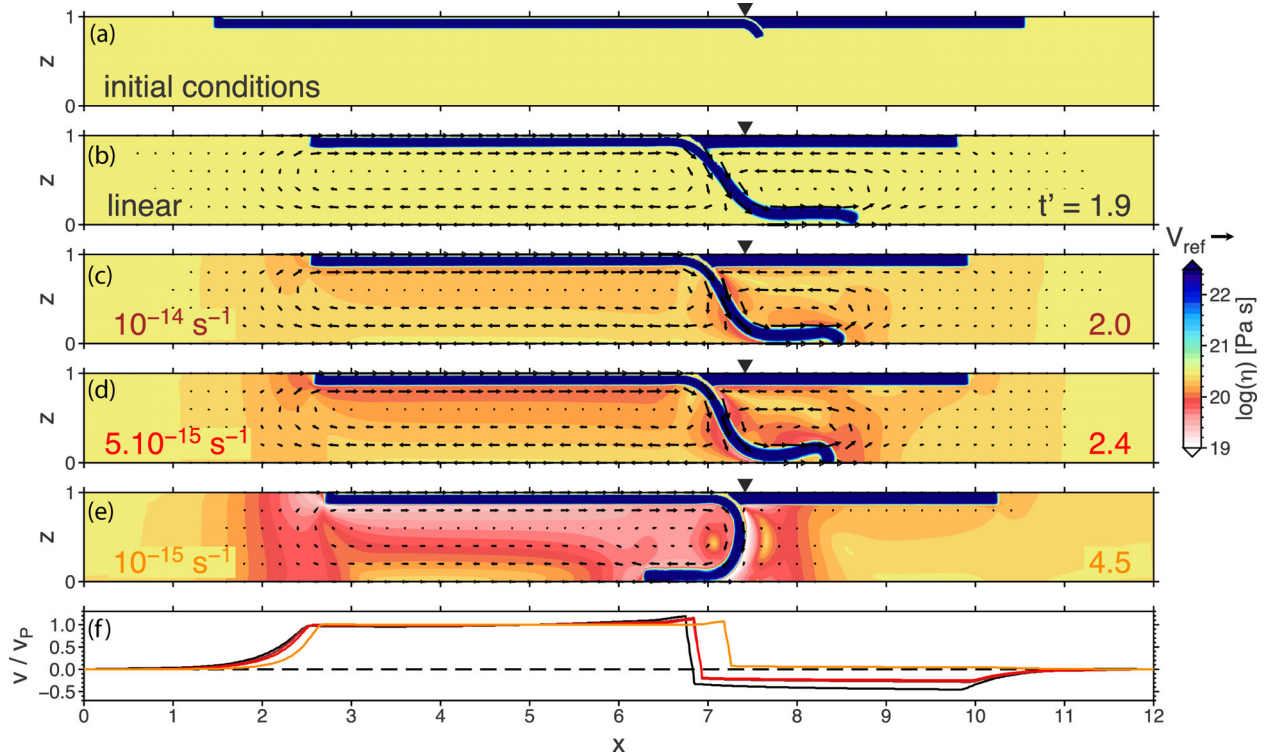 1
(a)
z
initial conditions
0
1
(b)
z
linear
t' = 1.9
0
V_ref
1
(c)
z
10⁻¹⁴ s⁻¹
2.0
0
1
(d)
z
5.10⁻¹⁵ s⁻¹
2.4
0
22
21
20
19
log(η) [Pa s]
1
(e)
z
10⁻¹⁵ s⁻¹
4.5
0
(f)
1.0
0.5
0.0
−0.5
v / v_P
0 1 2 3 4 5 6 7 8 9 10 11 12
x